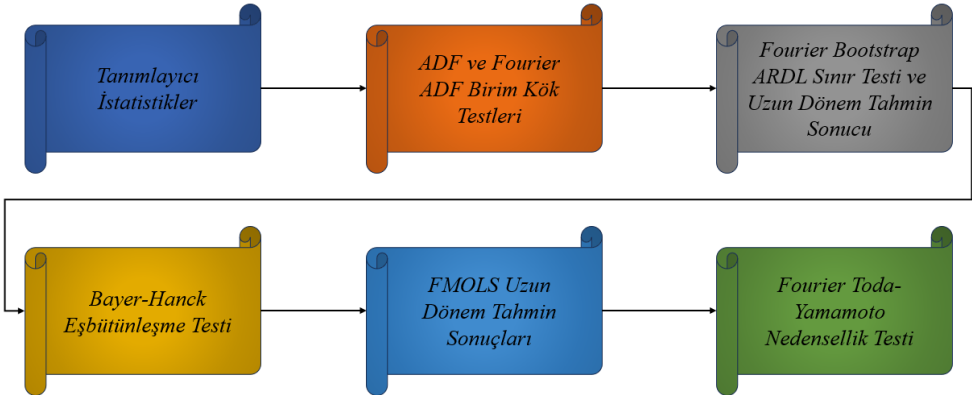 Tanımlayıcı
İstatistikler
ADF ve Fourier
ADF Birim Kök
Testleri
Fourier Bootstrap
ARDL Sınır Testi ve
Uzun Dönem Tahmin
Sonucu
Bayer-Hanck
Eşbütünleşme Testi
FMOLS Uzun
Dönem Tahmin
Sonuçları
Fourier Toda-
Yamamoto
Nedensellik Testi